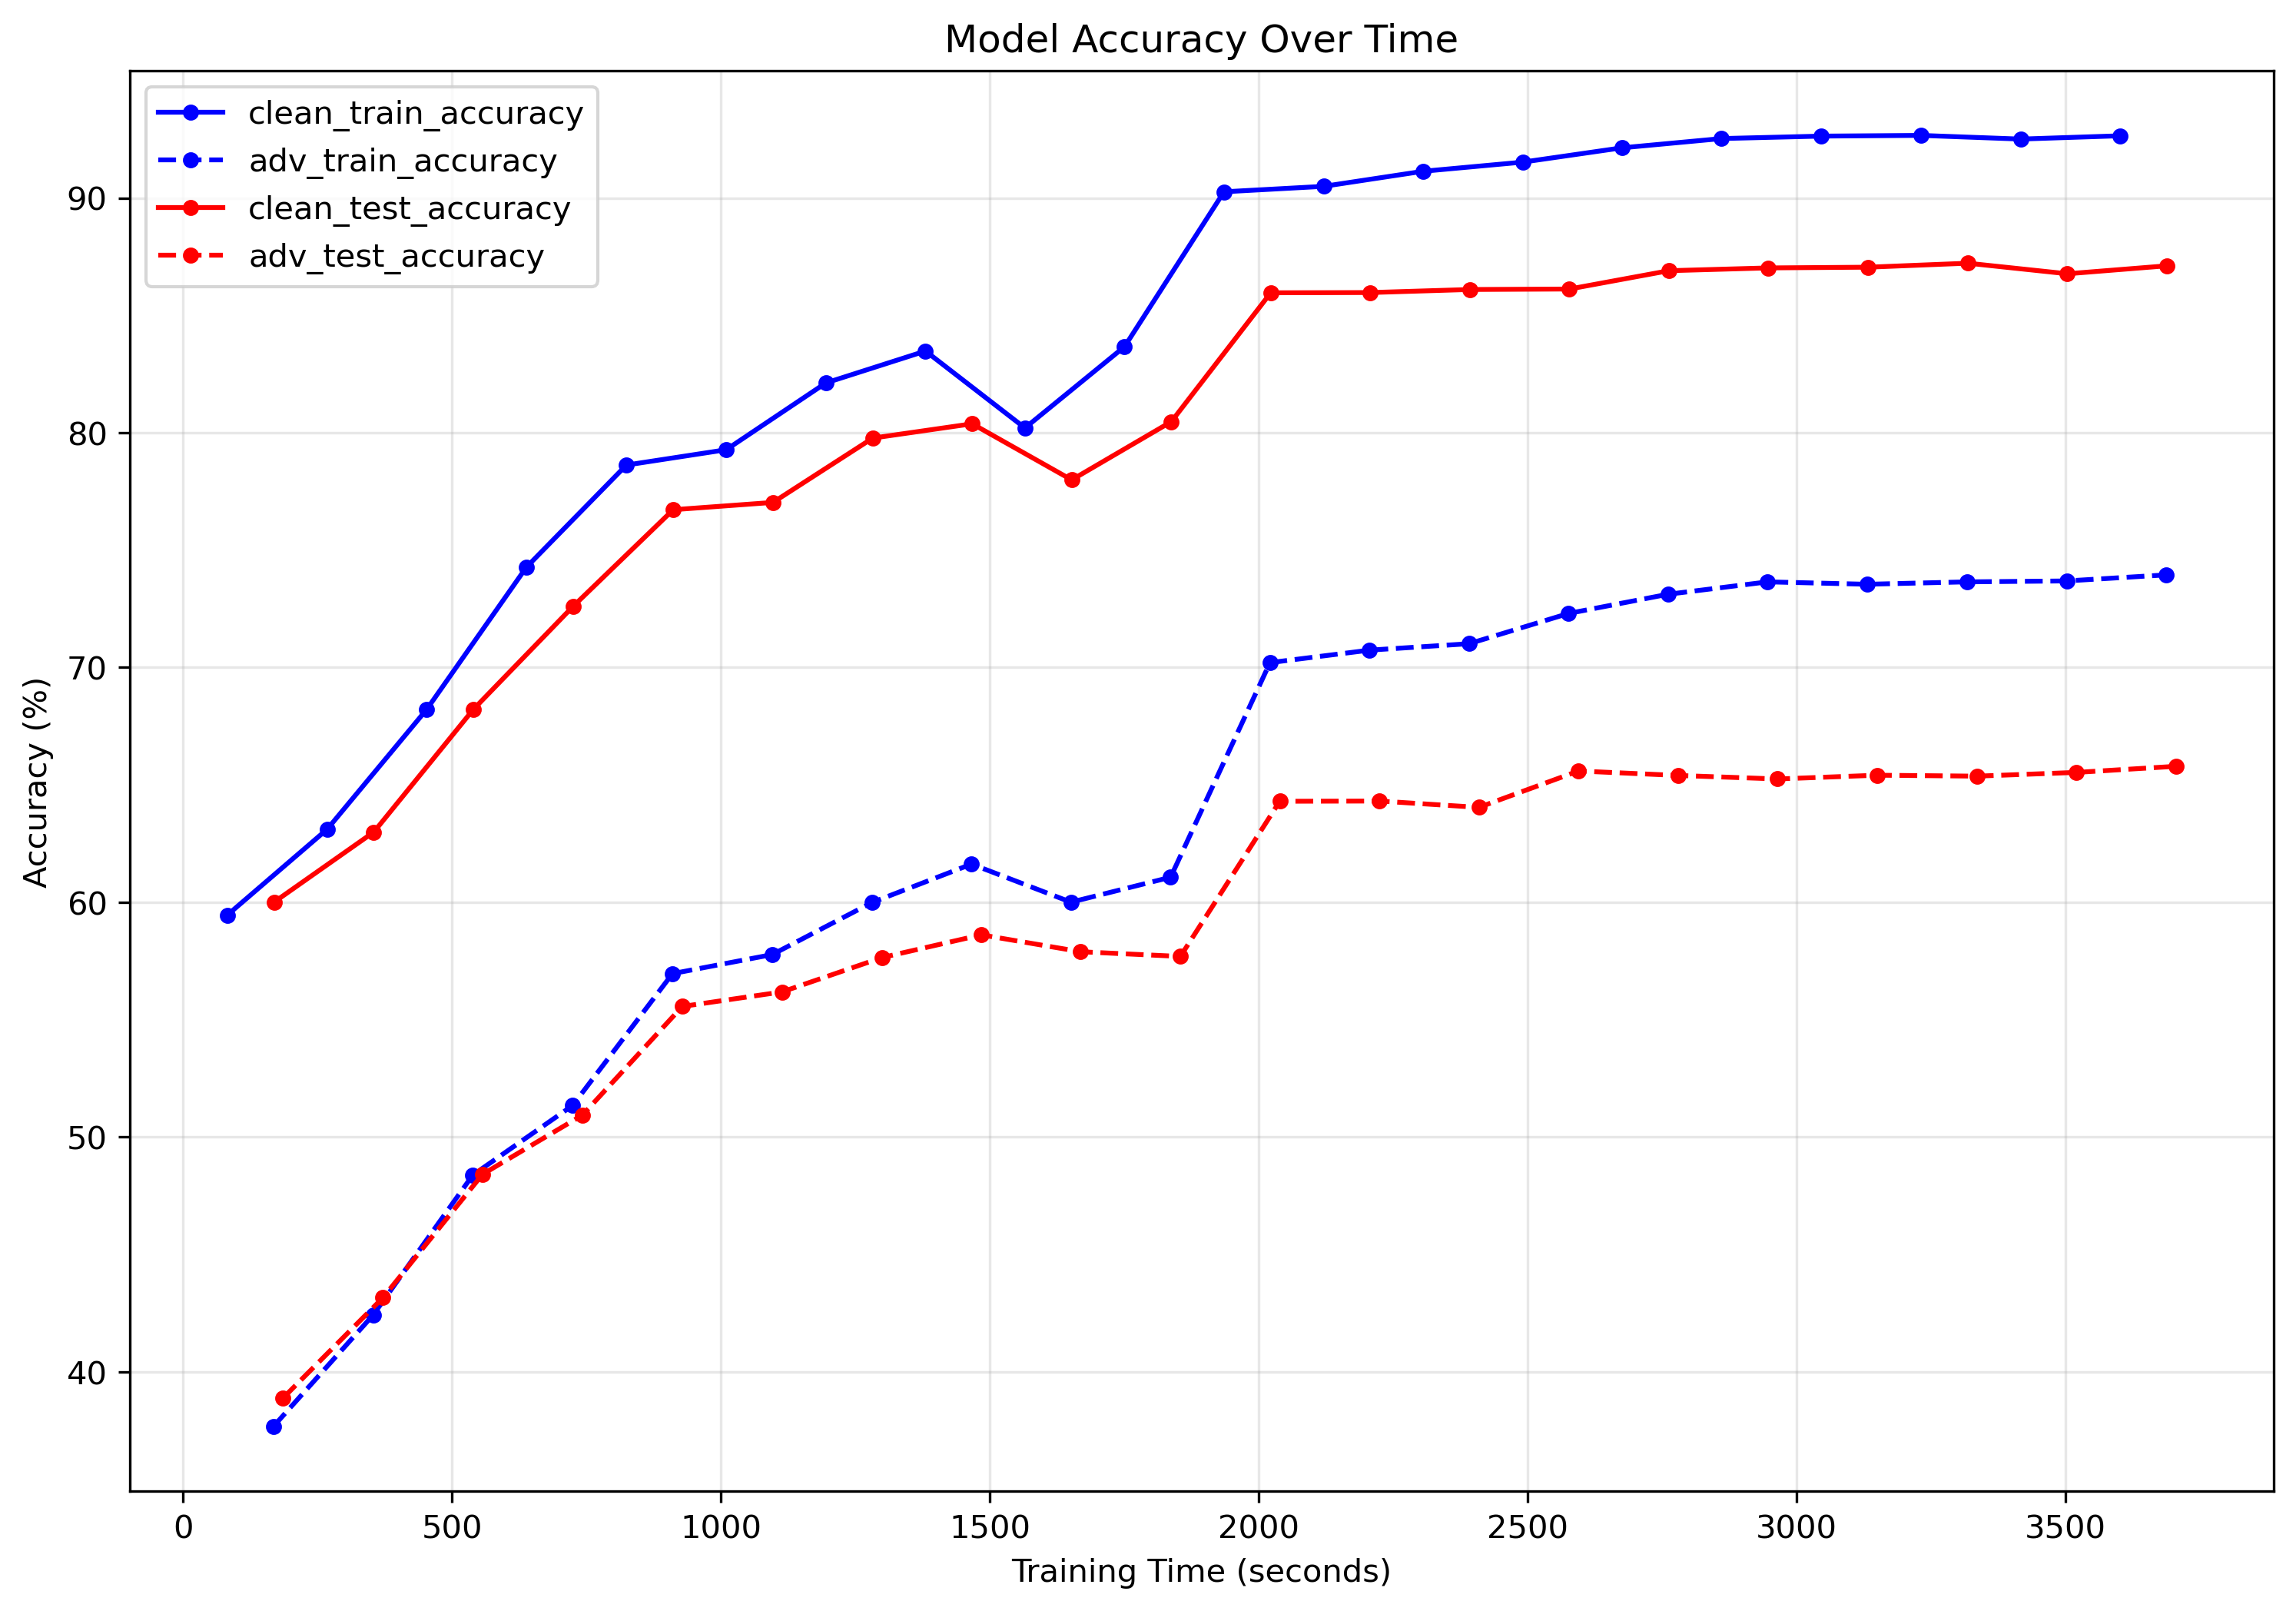 Model Accuracy Over Time
clean_train_accuracy
adv_train_accuracy
clean_test_accuracy
adv_test_accuracy
Accuracy (%)
90
80
70
60
50
40
0 500 1000 1500 2000 2500 3000 3500
Training Time (seconds)